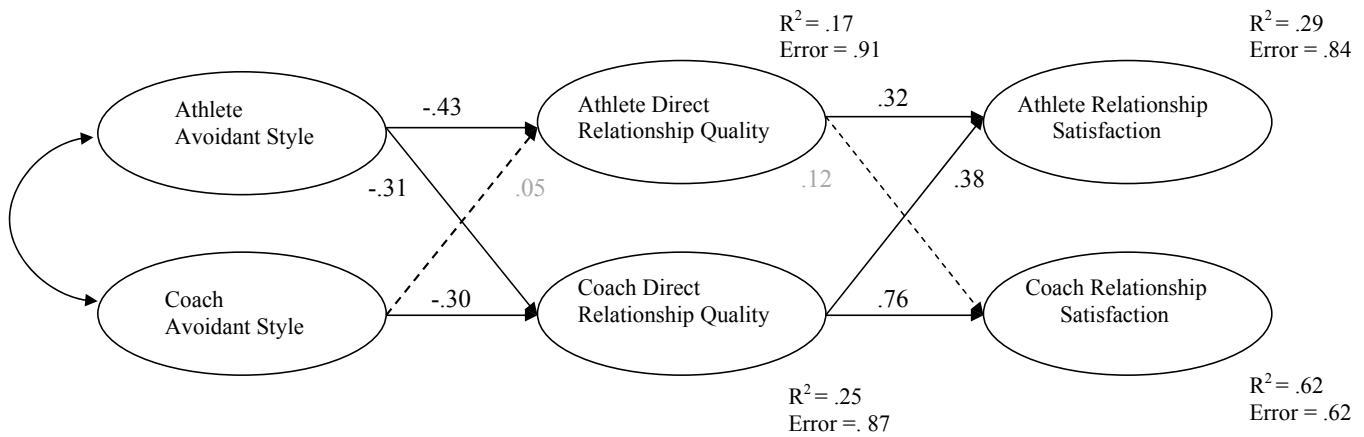 R2 = .17
Error = .91
R2 = .29
Error = .84
Athlete
Avoidant Style
-.43
Athlete Direct
Relationship Quality
.32
Athlete Relationship
Satisfaction
-.31
.05
.12
.38
Coach
Avoidant Style
-.30
Coach Direct
Relationship Quality
.76
Coach Relationship
Satisfaction
R2 = .25
Error =. 87
R2 = .62
Error = .62